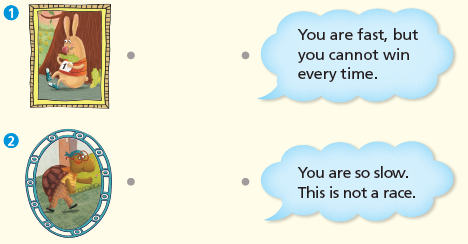 1
You are fast, but
you cannot win
every time.
2
You are so slow.
This is not a race.